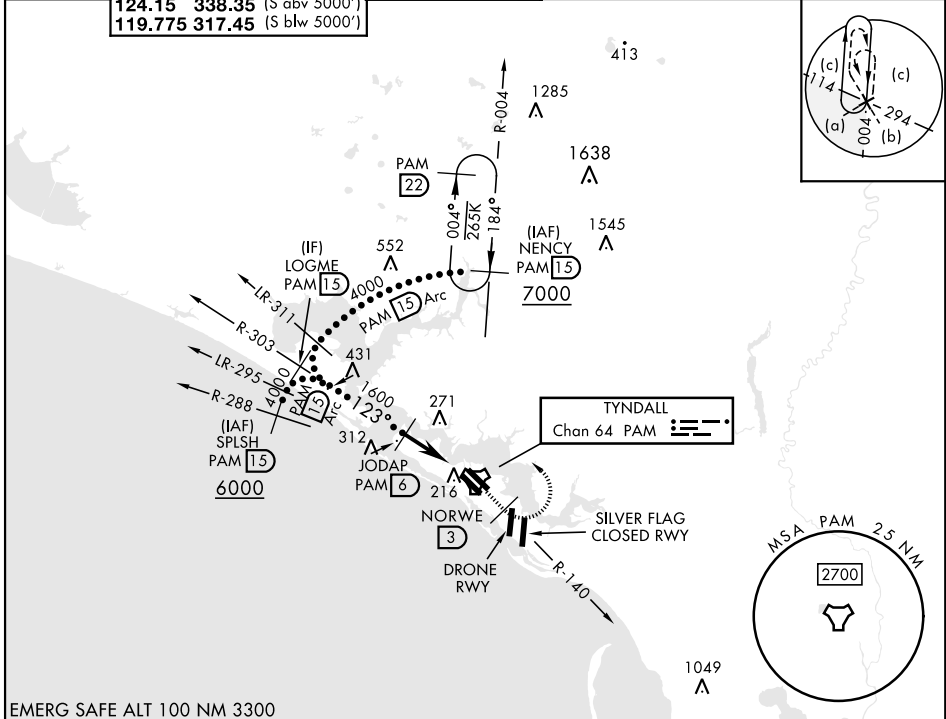 124.15 338.35 (S abv 5000')
119.775 317.45 (S blw 5000')
413
1285
R-004
PAM
22
1638
004°
265K
184°
1545
(IAF)
NENCY
PAM 15
7000
552
(IF)
LOGME
PAM 15
4000
PAM 15 Arc
LR-311
R-303
LR-295
R-288
4000
PAM 15 Arc
431
1600
123°
(IAF)
SPLSH
PAM 15
6000
312
271
JODAP
PAM 6
216
TYNDALL
Chan 64 PAM
NORWE
3
DRONE
RWY
SILVER FLAG
CLOSED RWY
R-140
1049
MSA PAM 25 NM
2700
(c)
(c)
114
294
(a)
004
(b)
EMERG SAFE ALT 100 NM 3300